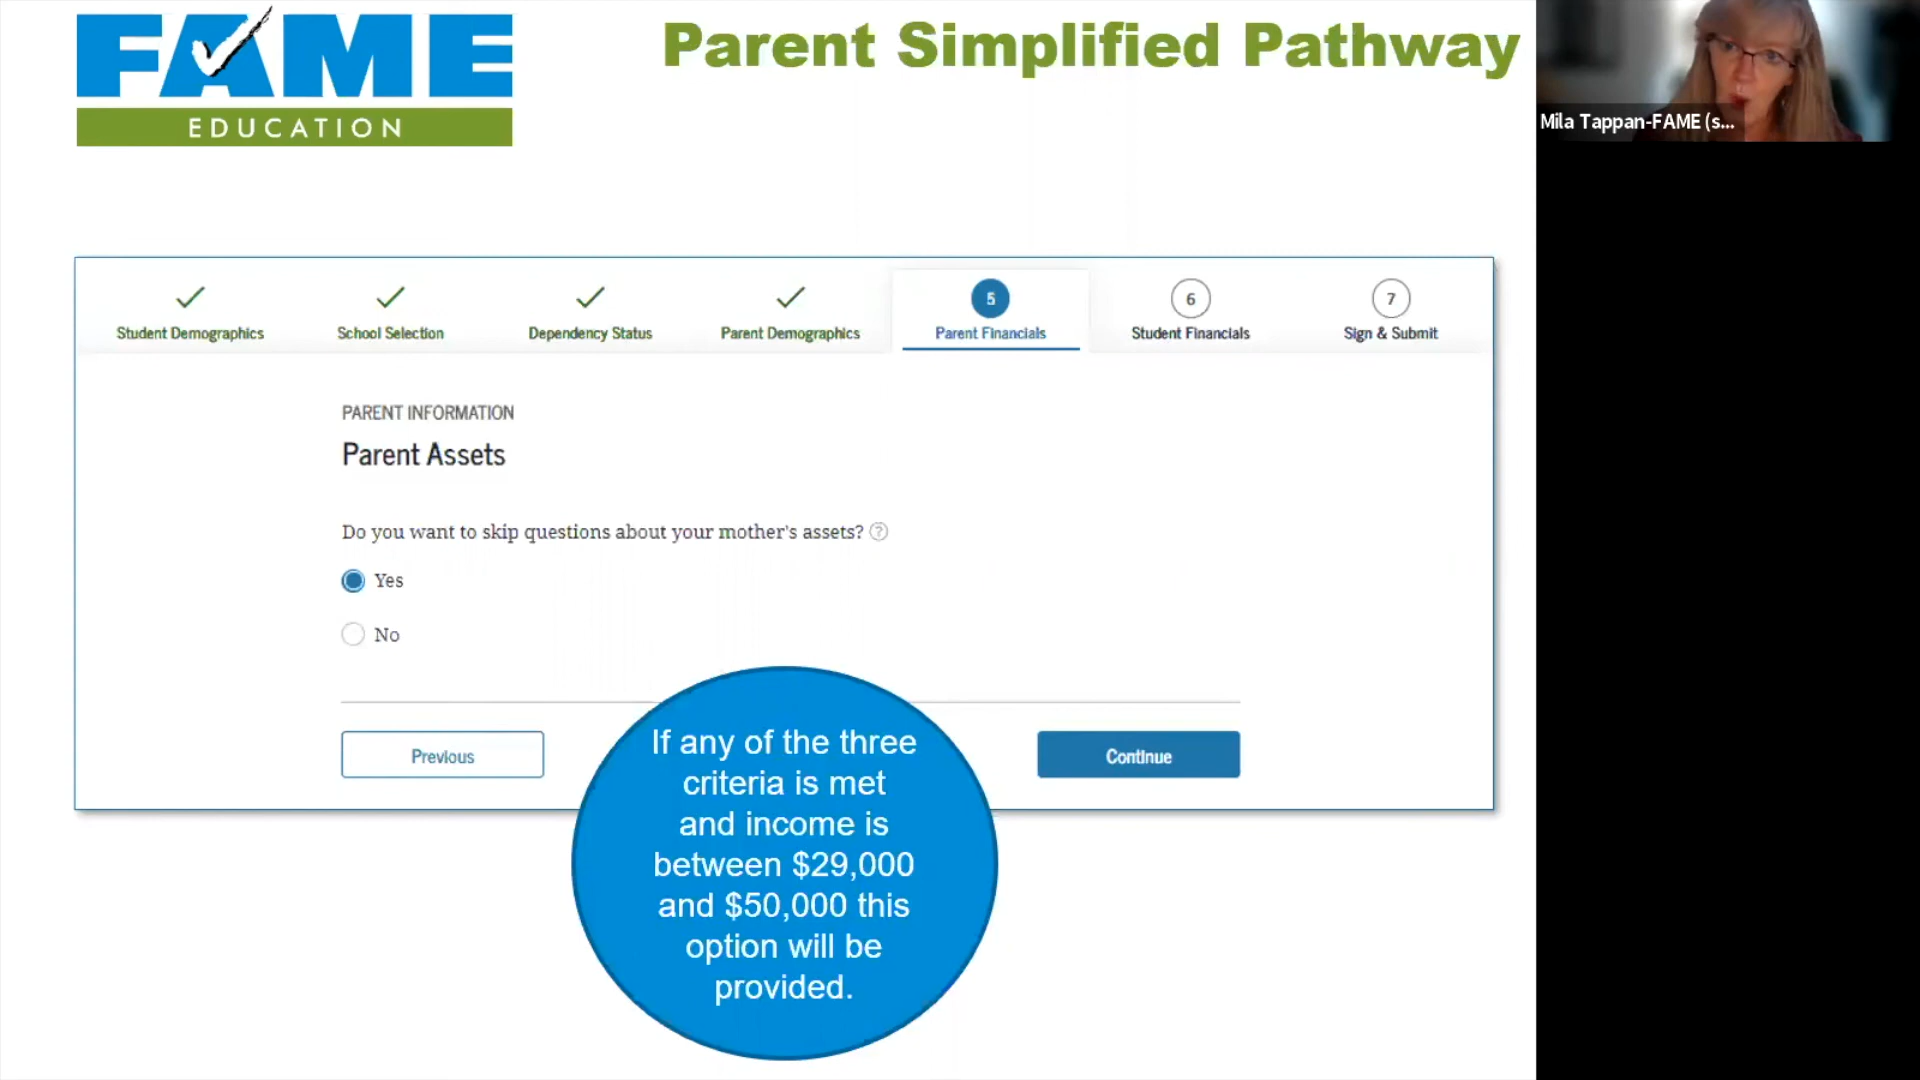 FAME
EDUCATION
Parent Simplified Pathway
Mila Tappan-FAME (s...
Student Demographics
School Selection
Dependency Status
Parent Demographics
5
Parent Financials
6
Student Financials
7
Sign & Submit
PARENT INFORMATION
Parent Assets
Do you want to skip questions about your mother's assets? ?
Yes
No
Previous
Continue
If any of the three
criteria is met
and income is
between $29,000
and $50,000 this
option will be
provided.